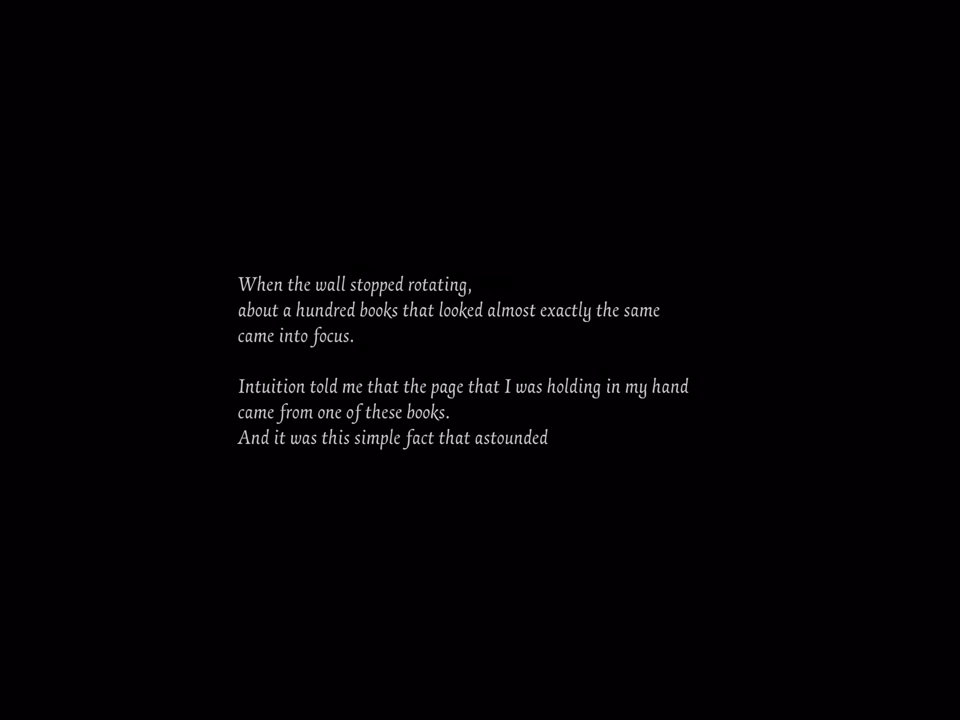 When the wall stopped rotating,
about a hundred books that looked almost exactly the same
came into focus.
Intuition told me that the page that I was holding in my hand
came from one of these books.
And it was this simple fact that astounded